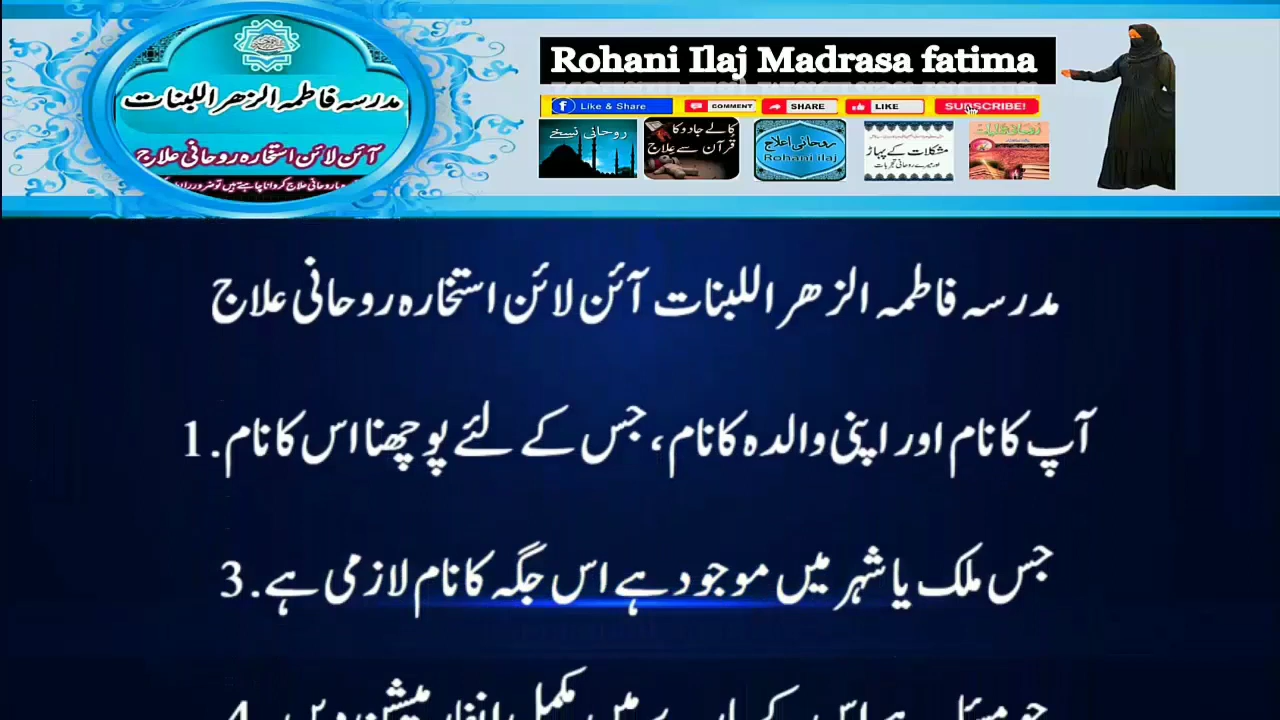 مدرسہ فاطمہ الزھراللبنات
آئن لائن استخارہ روحانی علاج
Rohani Ilaj Madrasa fatima
Like & Share
COMMENT
SHARE
LIKE
SUBSCRIBE!
روحانی نسخ
کالے جادو کا
قرآن سے علاج
روحانی اعلاج
Rohani ilaj
مشکلات کے پہاڑ
مدرسہ فاطمہ الزھراللبنات آئن لائن استخارہ روحانی علاج
آپ کا نام اور اپنی والدہ کا نام، جس کے لئے پوچھنا اس کا نام.1
جس ملک یا شہر میں موجود ہے اس جگہ کا نام لازمی ہے.3